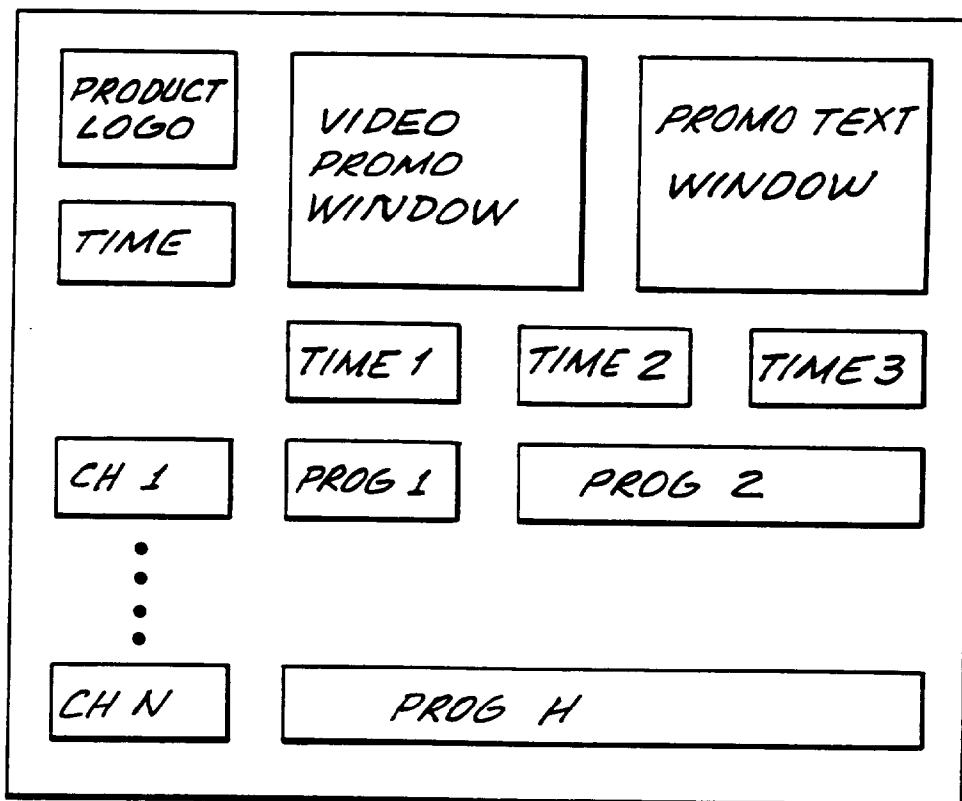 PRODUCT
LOGO
VIDEO
PROMO
WINDOW
PROMO TEXT
WINDOW
TIME
TIME 1
TIME 2
TIME 3
CH 1
PROG 1
PROG 2
CH N
PROG H